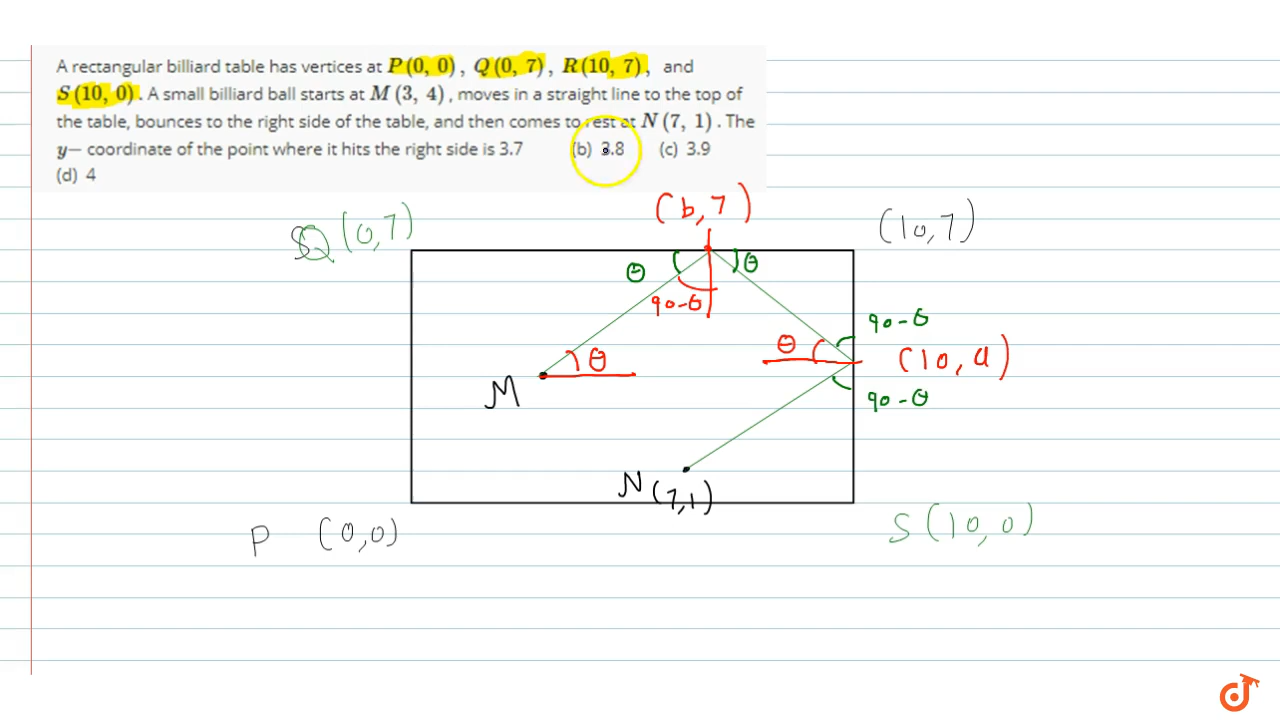 A rectangular billiard table has vertices at P(0, 0), Q(0, 7), R(10, 7), and
S(10, 0). A small billiard ball starts at M(3, 4), moves in a straight line to the top of
the table, bounces to the right side of the table, and then comes to rest at N(7, 1). The
y− coordinate of the point where it hits the right side is 3.7 (b) 3.8 (c) 3.9
(d) 4
(b, 7)
Q (0,7)
(10,7)
θ
θ
90-θ
90-θ
θ
θ
(10, a)
M
90-θ
N (7,1)
P (0,0)
S (10,0)